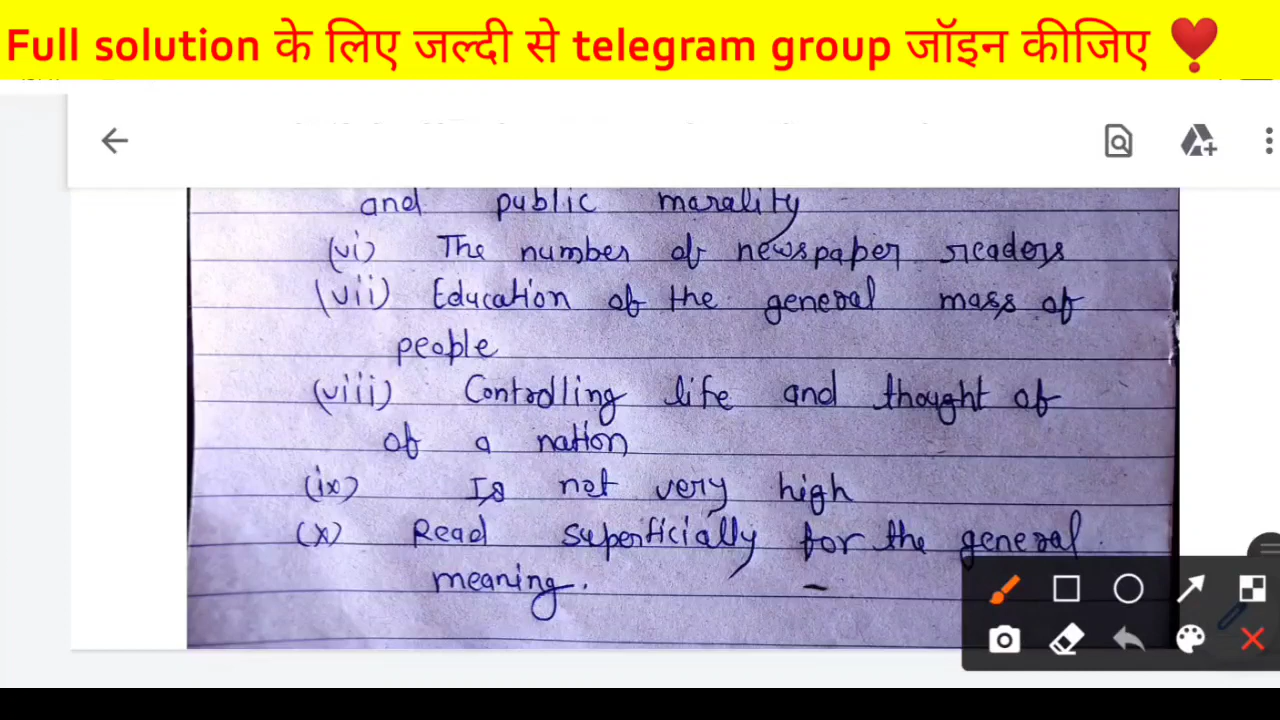 Full solution के लिए जल्दी से telegram group जॉइन कीजिए ❣
and public morality
(vi) The number of newspaper readers
(vii) Education of the general mass of
people
(viii) Controlling life and thought of
of a nation
(ix) Is not very high
(x) Read superficially for the general
meaning.